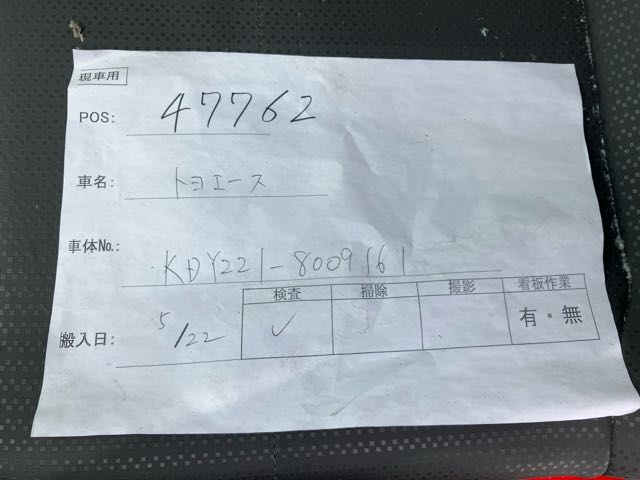 現車用
POS: 47762
車名: トヨエース
車体No.: KDY221-8009161
検査 掃除 撮影 看板作業
搬入日: 5/22 ✓ 有・無